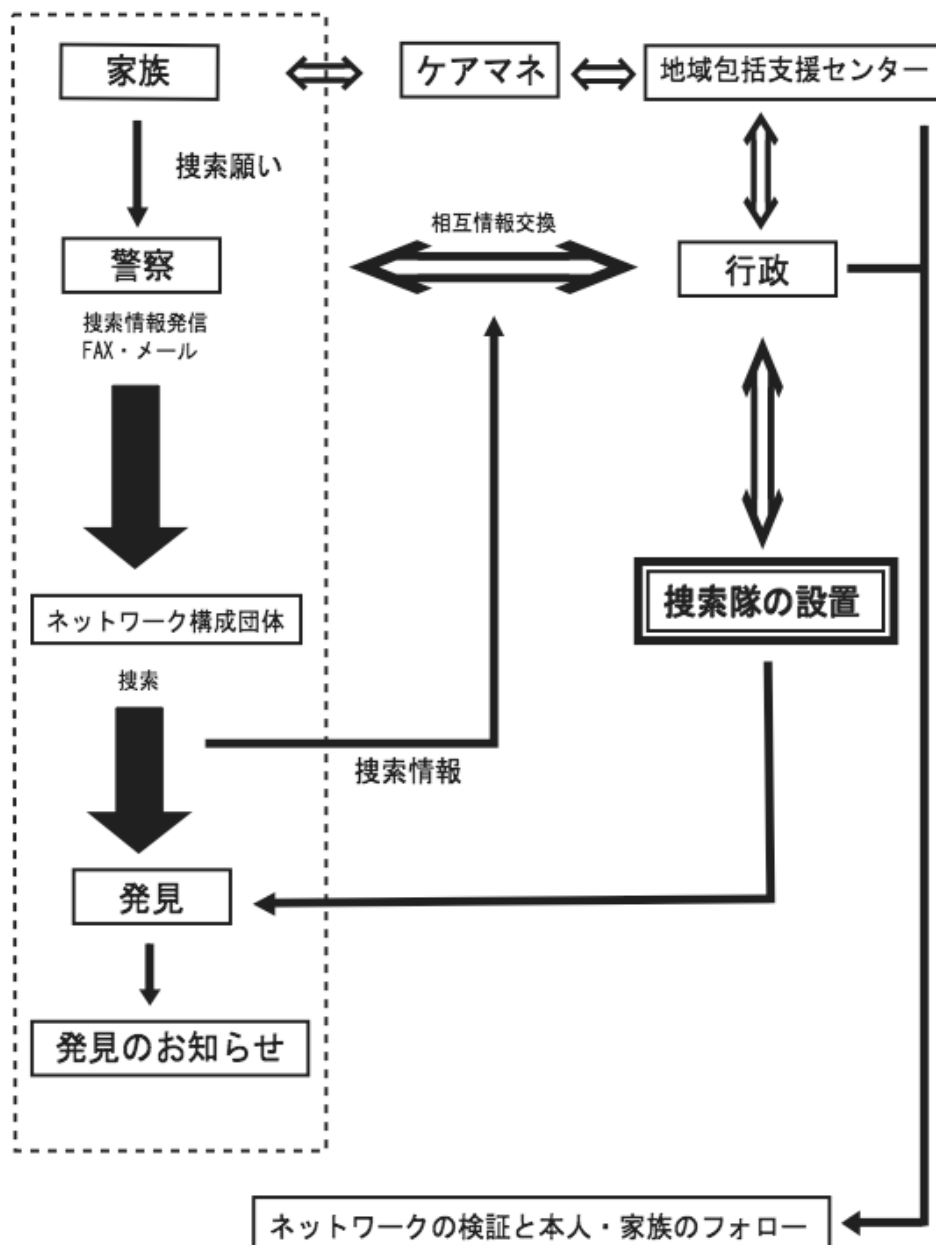 家族
ケアマネ
地域包括支援センター
捜索願い
相互情報交換
警察
行政
捜索情報発信
FAX・メール
捜索隊の設置
ネットワーク構成団体
捜索
捜索情報
発見
発見のお知らせ
ネットワークの検証と本人・家族のフォロー